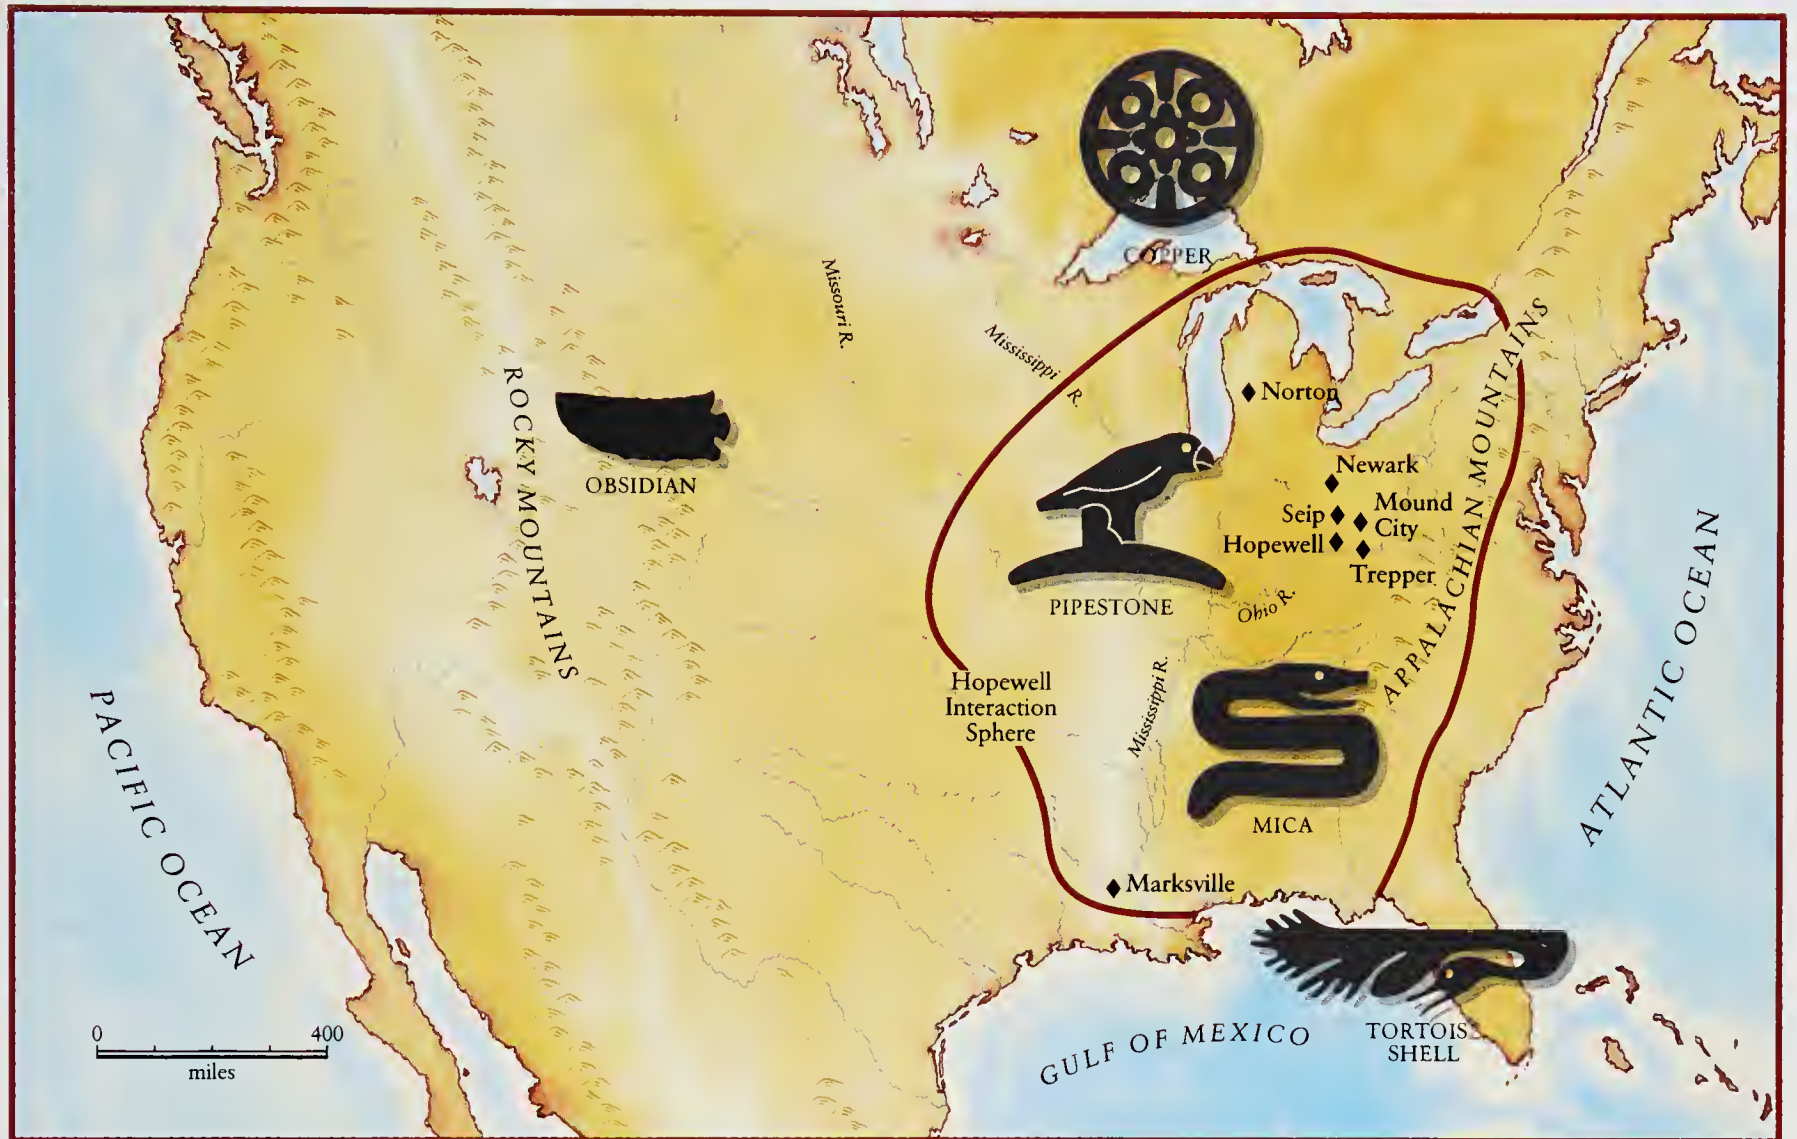 COPPER
Missouri R.
Mississippi R.
ROCKY MOUNTAINS
OBSIDIAN
Norton
Newark
Seip
Mound
City
Hopewell
Trepper
APPALACHIAN MOUNTAINS
PIPESTONE
Ohio R.
Hopewell
Interaction
Sphere
Mississippi R.
MICA
PACIFIC OCEAN
ATLANTIC OCEAN
Marksville
GULF OF MEXICO
TORTOISE
SHELL
0 400
miles